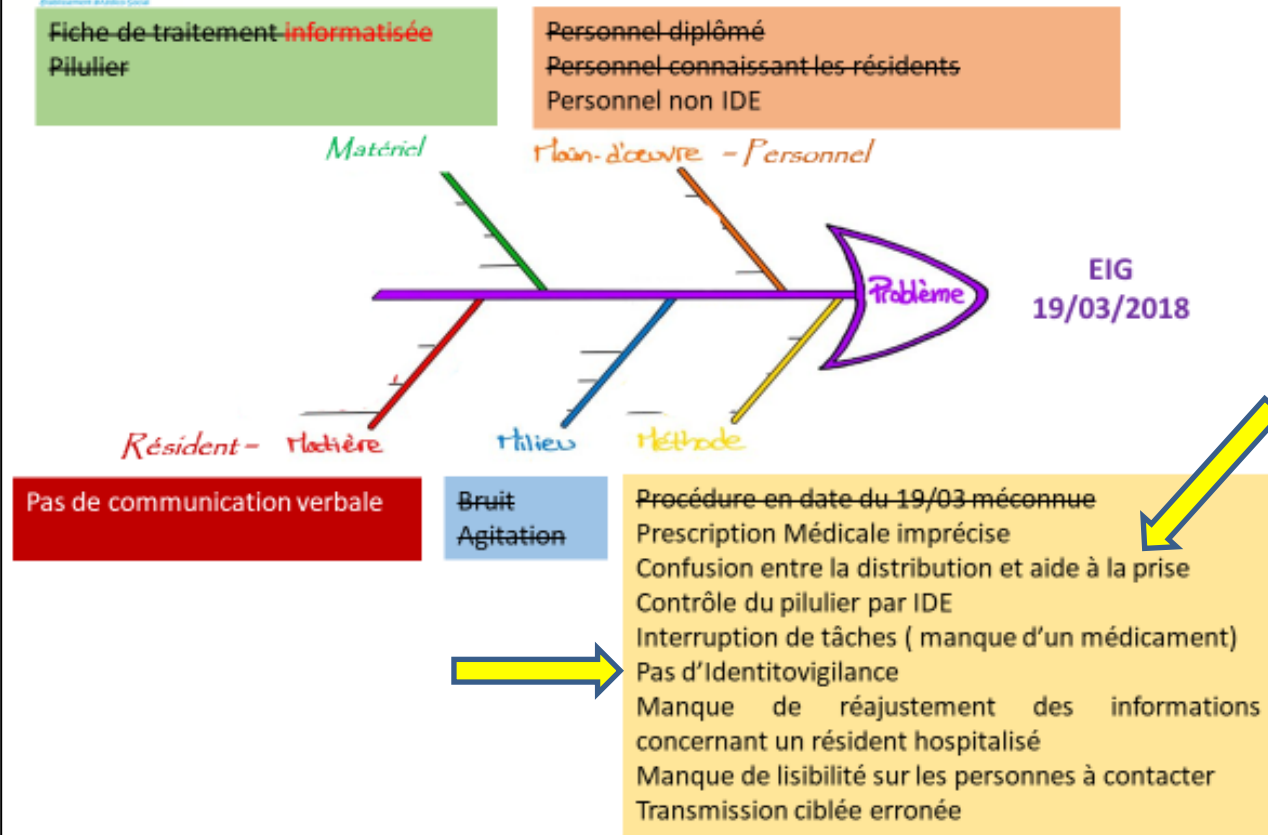 Etablissement Médico Social
Fiche de traitement informatisée
Pilulier
Personnel diplômé
Personnel connaissant les résidents
Personnel non IDE
Matériel
Main-d'œuvre - Personnel
Problème
EIG
19/03/2018
Résident - Matière
Milieu
Méthode
Pas de communication verbale
Bruit
Agitation
Procédure en date du 19/03 méconnue
Prescription Médicale imprécise
Confusion entre la distribution et aide à la prise
Contrôle du pilulier par IDE
Interruption de tâches ( manque d'un médicament)
Pas d'Identitovigilance
Manque de réajustement des informations
concernant un résident hospitalisé
Manque de lisibilité sur les personnes à contacter
Transmission ciblée erronée